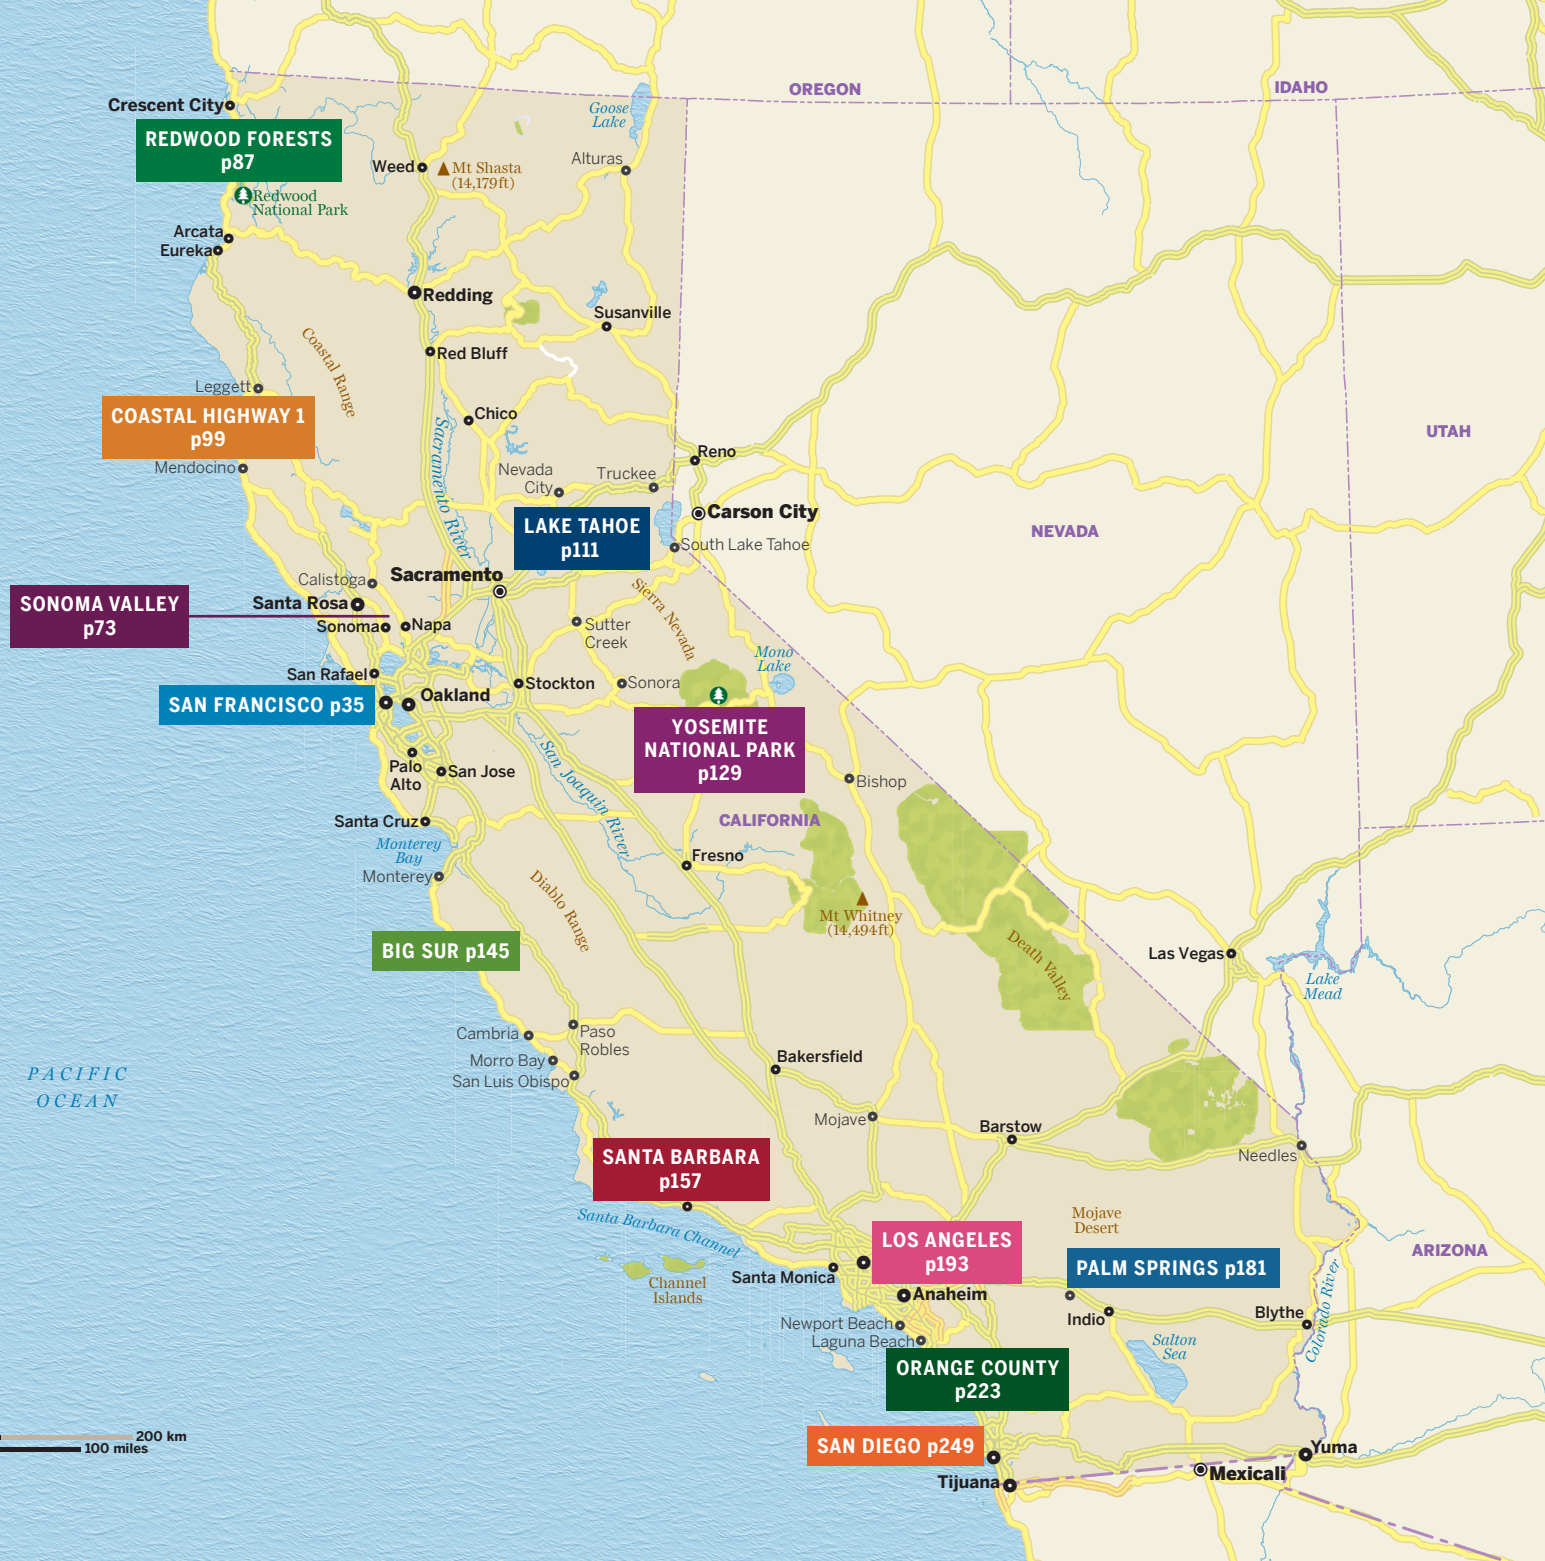 OREGON
IDAHO
Crescent City
Goose
Lake
REDWOOD FORESTS
p87
Weed
Mt Shasta
(14,179ft)
Alturas
Redwood
National Park
Arcata
Eureka
Redding
Susanville
Coastal Range
Red Bluff
Leggett
COASTAL HIGHWAY 1
p99
Chico
Sacramento River
UTAH
Mendocino
Reno
Nevada
City
Truckee
Carson City
LAKE TAHOE
p111
NEVADA
South Lake Tahoe
Calistoga
Sacramento
SONOMA VALLEY
p73
Santa Rosa
Sonoma
Napa
Sutter
Creek
Sierra Nevada
Mono
Lake
San Rafael
Stockton
Sonora
SAN FRANCISCO p35
Oakland
YOSEMITE
NATIONAL PARK
p129
San Joaquin River
Palo
Alto
San Jose
Bishop
Santa Cruz
CALIFORNIA
Monterey
Bay
Monterey
Fresno
Diablo Range
Mt Whitney
(14,494ft)
BIG SUR p145
Death Valley
Las Vegas
Lake
Mead
Cambria
Paso
Robles
Morro Bay
San Luis Obispo
Bakersfield
PACIFIC
OCEAN
Mojave
Barstow
Needles
SANTA BARBARA
p157
Santa Barbara Channel
Mojave
Desert
LOS ANGELES
p193
ARIZONA
PALM SPRINGS p181
Santa Monica
Channel
Islands
Anaheim
Indio
Blythe
Colorado River
Newport Beach
Laguna Beach
Salton
Sea
ORANGE COUNTY
p223
200 km
100 miles
SAN DIEGO p249
Yuma
Tijuana
Mexicali